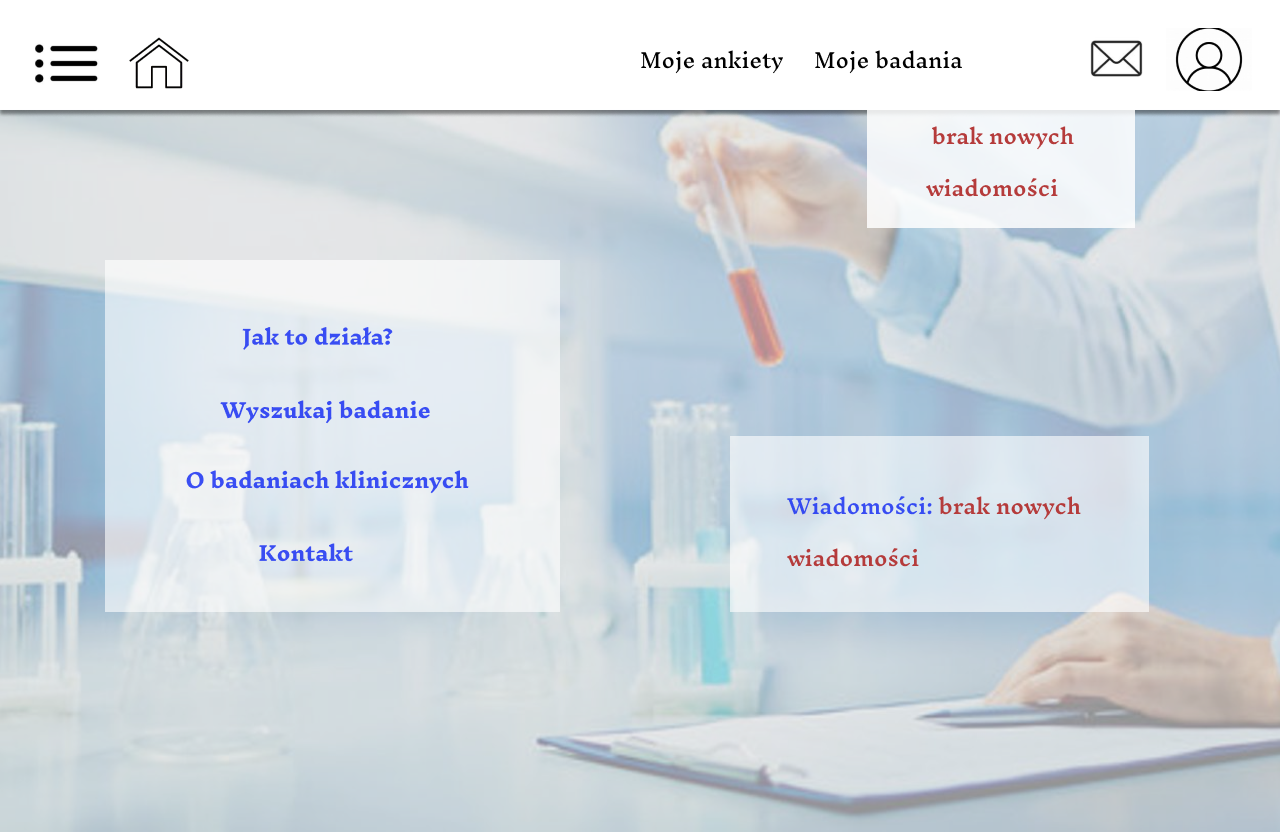 Moje ankiety Moje badania
brak nowych
wiadomości
Jak to działa?
Wyszukaj badanie
O badaniach klinicznych
Kontakt
Wiadomości: brak nowych
wiadomości